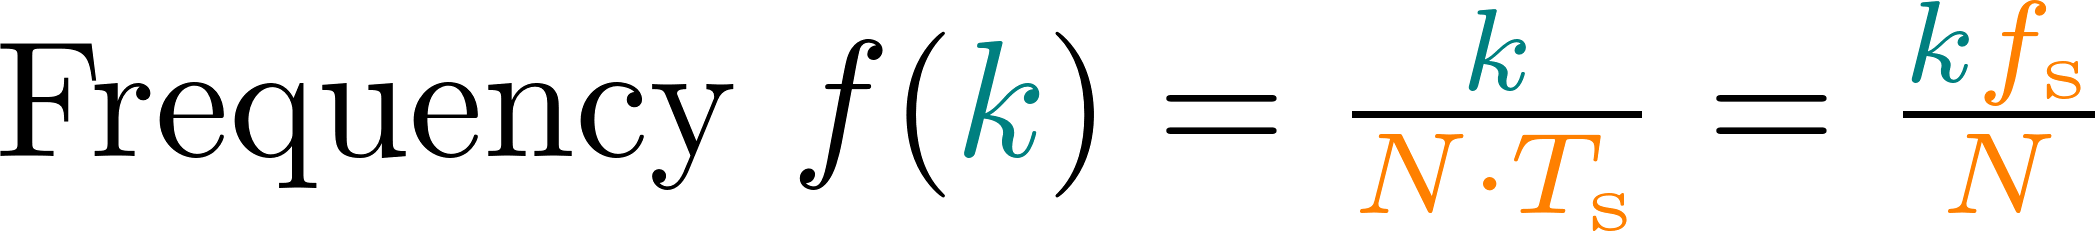 Frequency f(k) = k / (N · Tₛ) = k fₛ / N